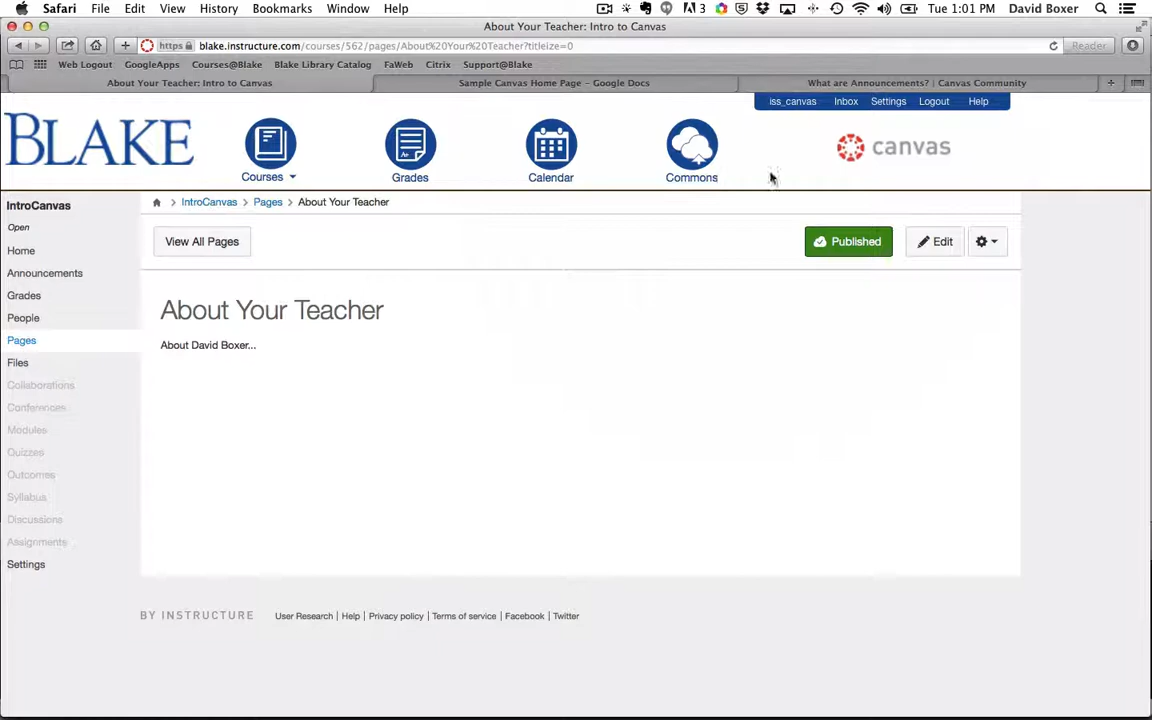 Safari File Edit View History Bookmarks Window Help 3 Tue 1:01 PM David Boxer
About Your Teacher: Intro to Canvas
https blake.instructure.com/courses/562/pages/About%20Your%20Teacher?titleize=0 Reader
Web Logout GoogleApps Courses@Blake Blake Library Catalog FaWeb Citrix Support@Blake
About Your Teacher: Intro to Canvas Sample Canvas Home Page – Google Docs What are Announcements? | Canvas Community
iss_canvas Inbox Settings Logout Help
BLAKE
canvas
Courses Grades Calendar Commons
IntroCanvas
Open
Home
Announcements
Grades
People
Pages
Files
Collaborations
Conferences
Modules
Quizzes
Outcomes
Syllabus
Discussions
Assignments
Settings
IntroCanvas Pages About Your Teacher
View All Pages Published Edit
About Your Teacher
About David Boxer...
BY INSTRUCTURE User Research | Help | Privacy policy | Terms of service | Facebook | Twitter